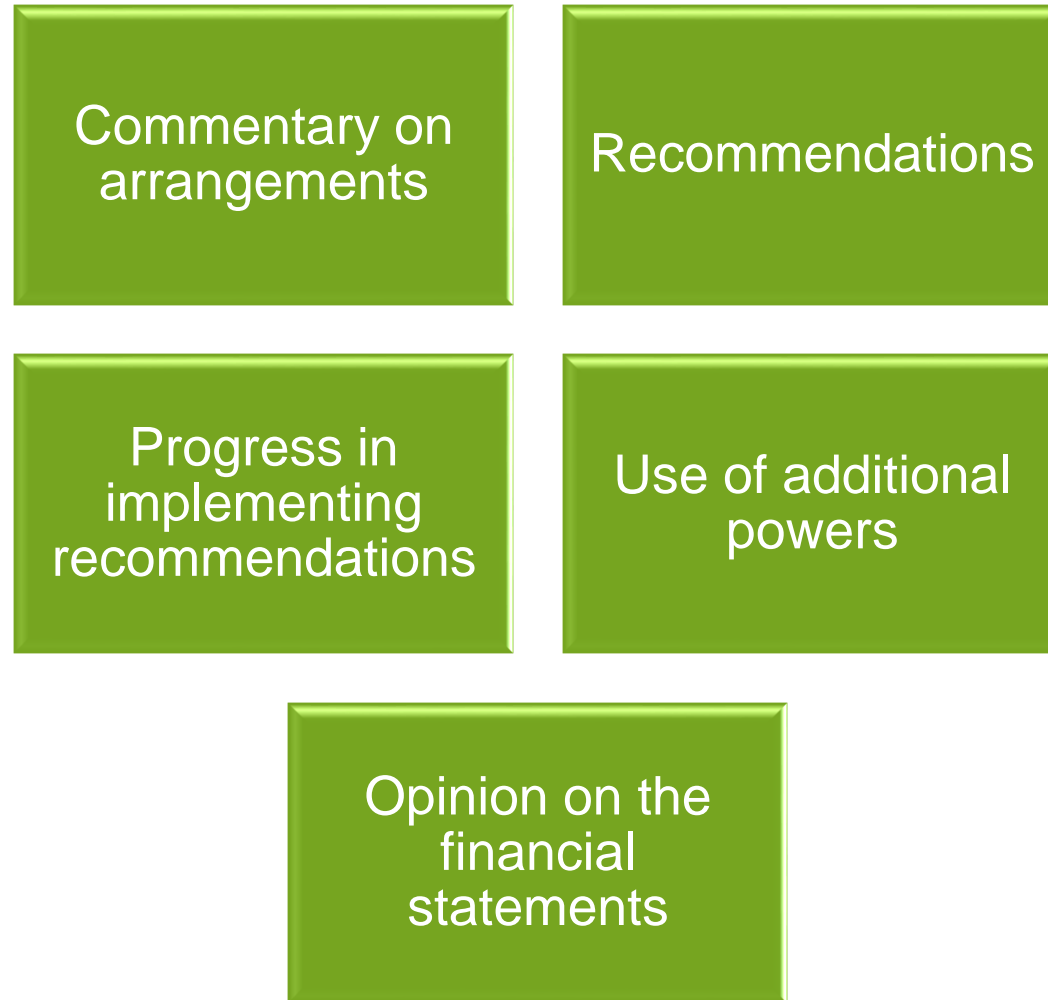 Commentary on
arrangements
Recommendations
Progress in
implementing
recommendations
Use of additional
powers
Opinion on the
financial
statements